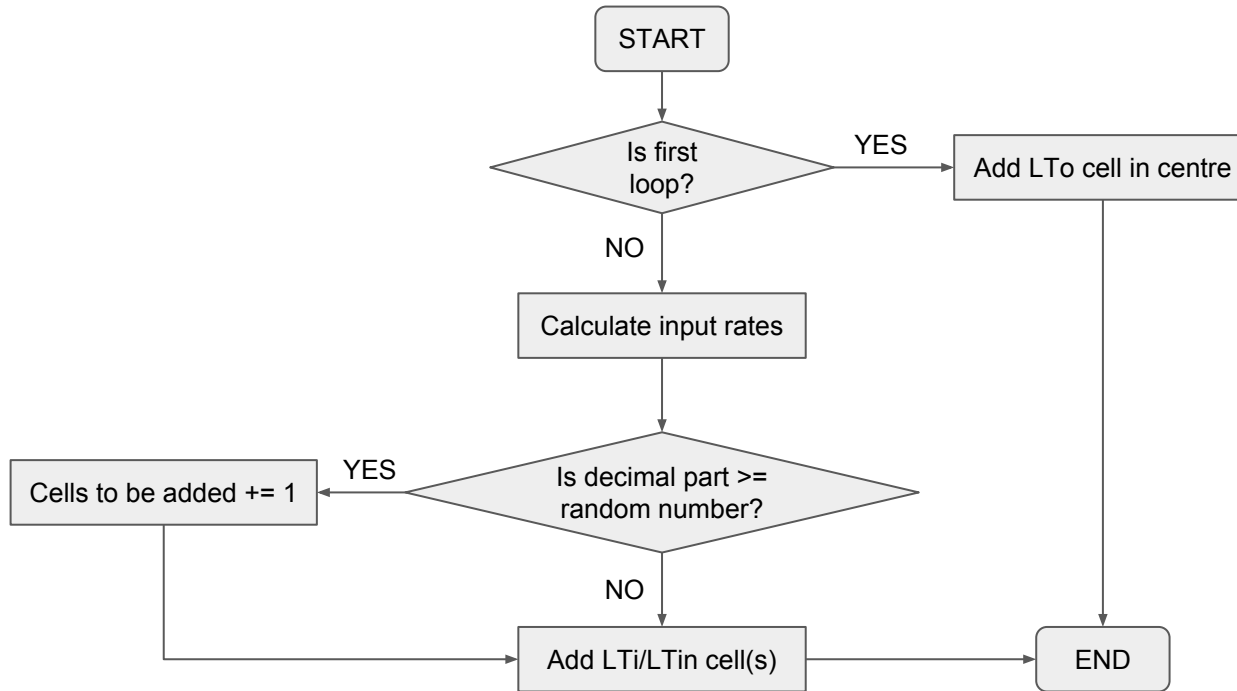 START
Is first
loop?
YES
Add LTo cell in centre
NO
Calculate input rates
Is decimal part >=
random number?
YES
Cells to be added += 1
NO
Add LTi/LTin cell(s)
END